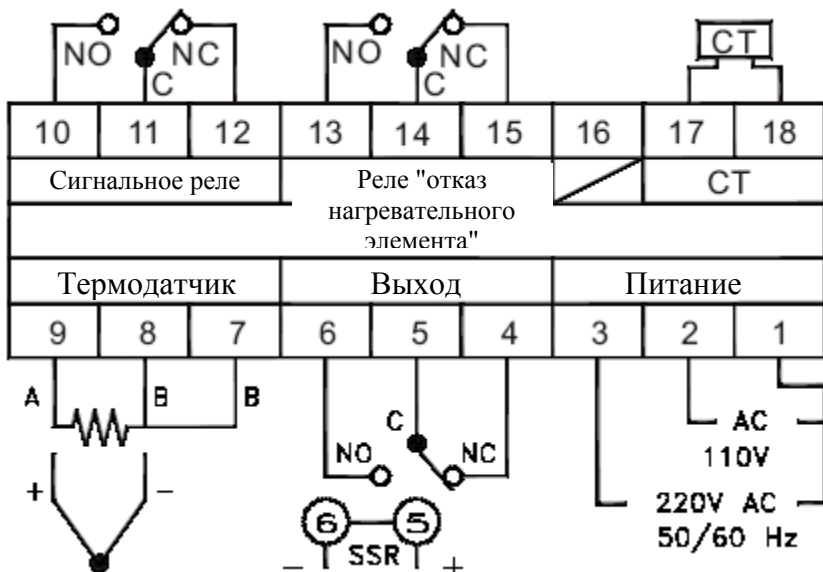 NO NC NO NC CT
C C
10 11 12 13 14 15 16 17 18
Сигнальное реле Реле "отказ CT
нагревательного
элемента"
Термодатчик Выход Питание
9 8 7 6 5 4 3 2 1
A B B C AC
NO NC 110V
+ - 6 5 220V AC
- SSR + 50/60 Hz